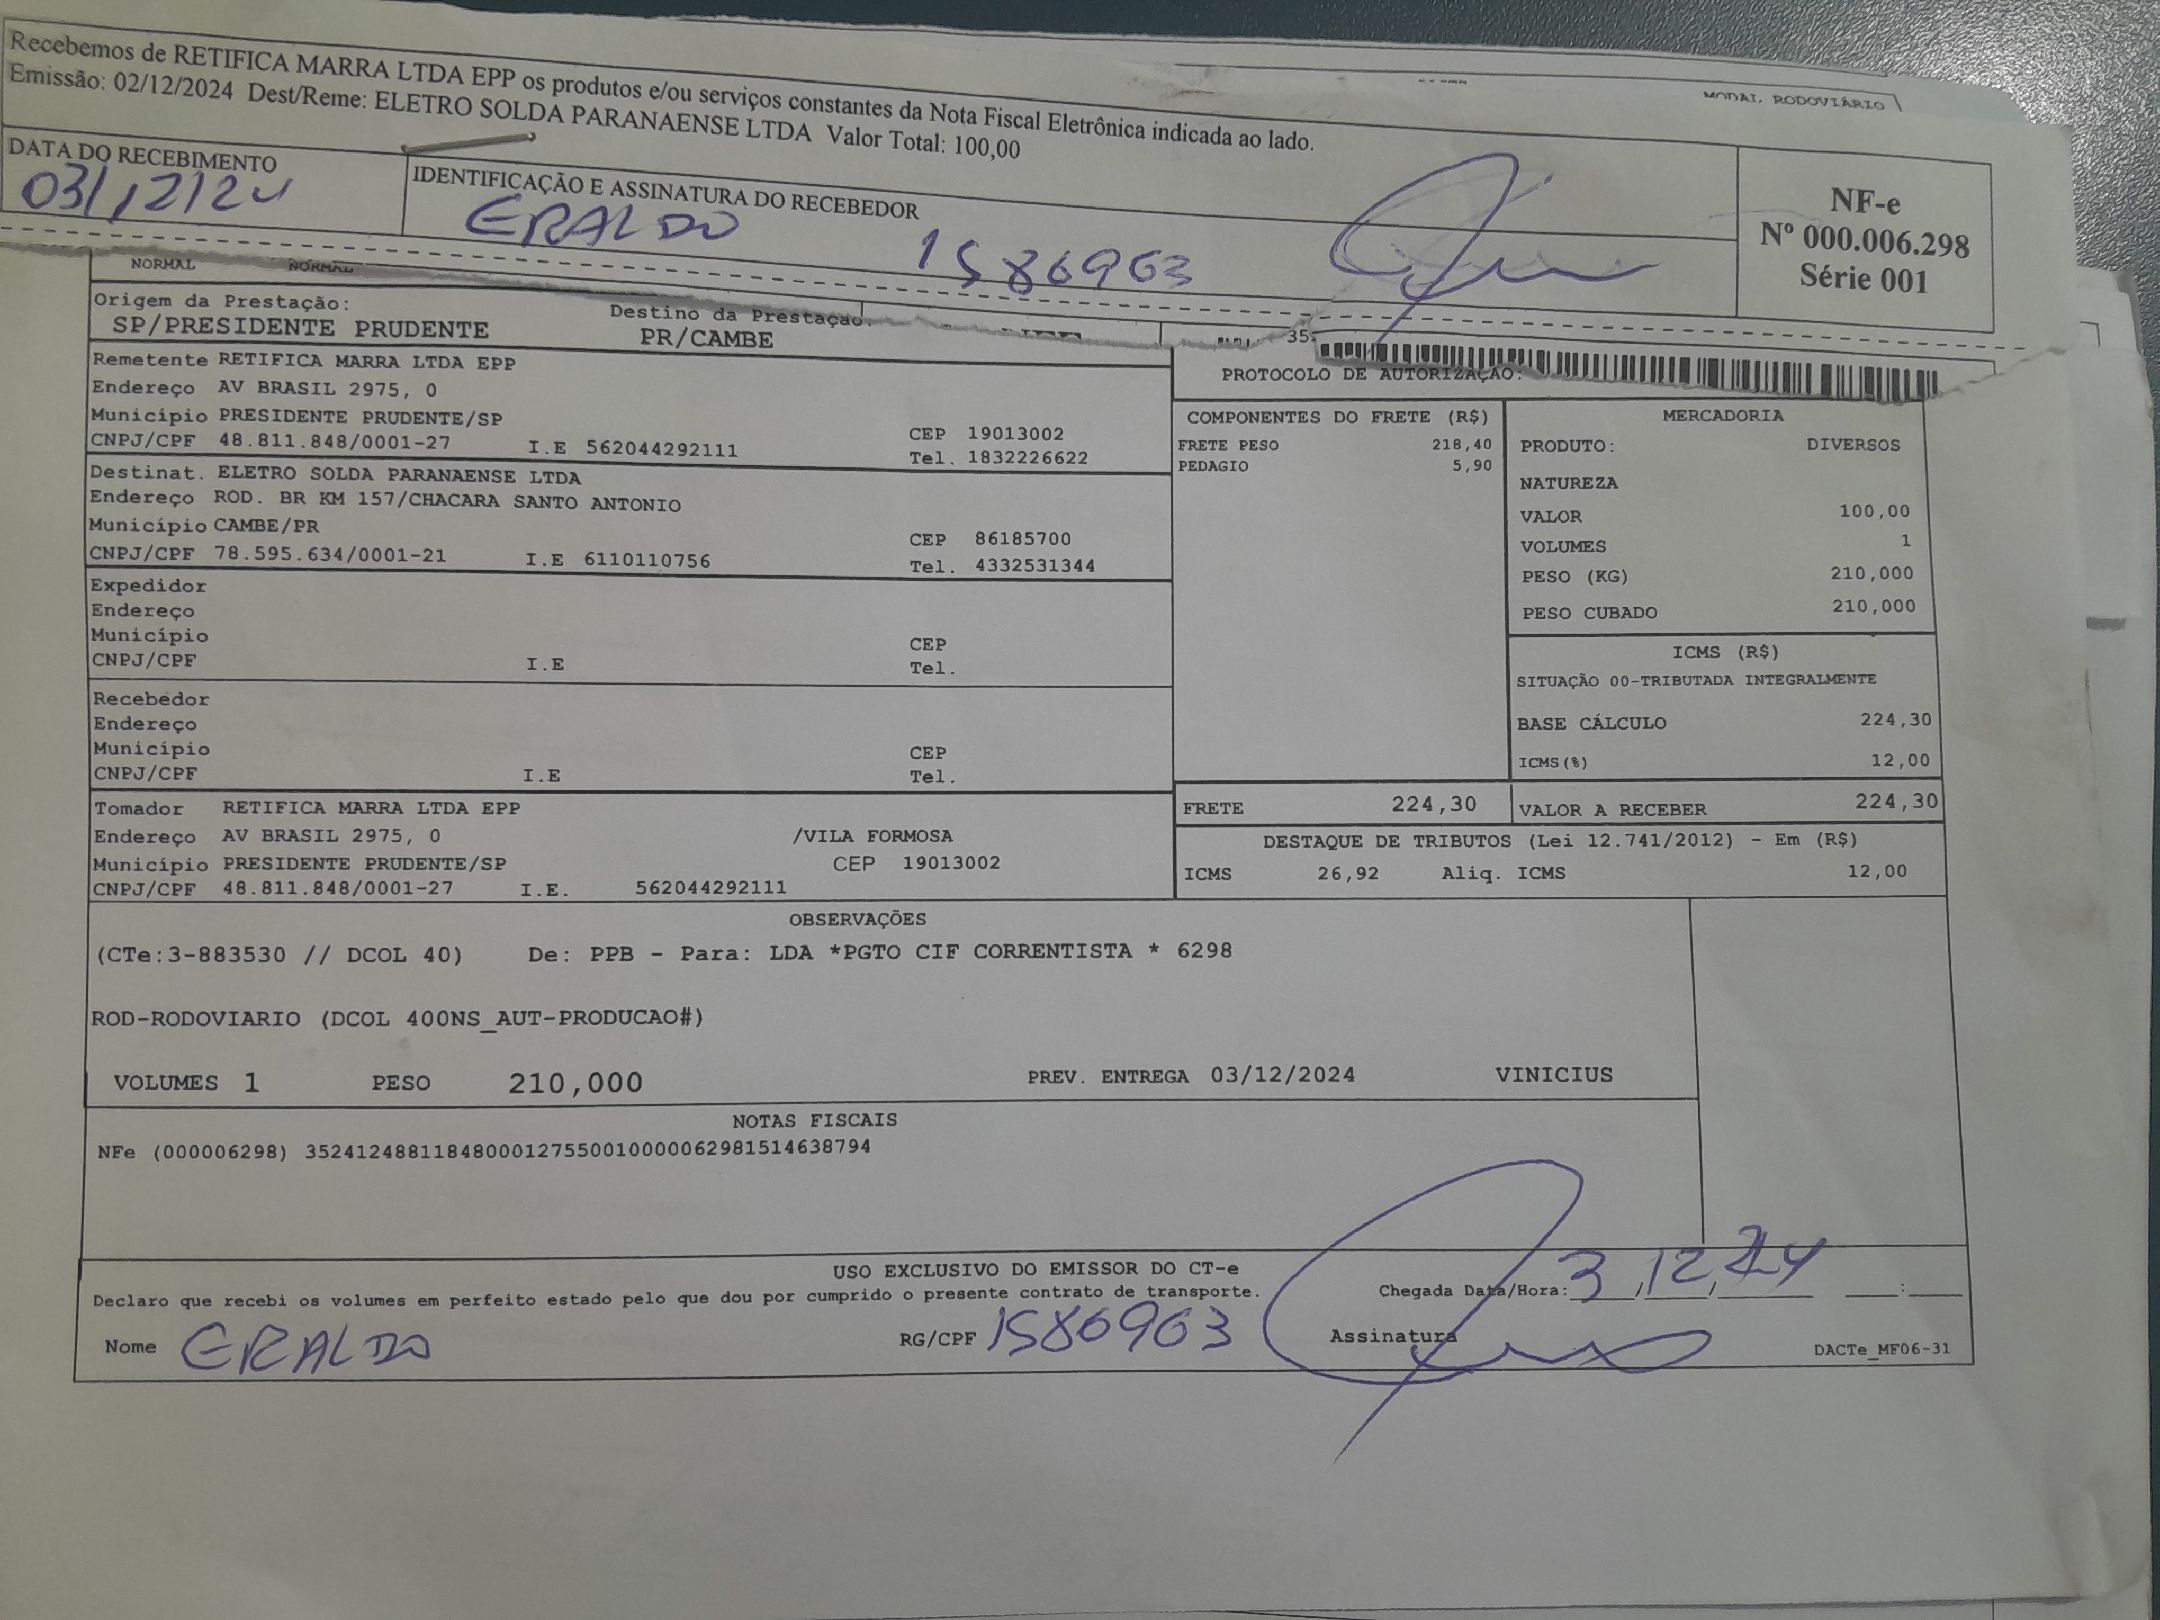 MODAL RODOVIÁRIO
Recebemos de RETIFICA MARRA LTDA EPP os produtos e/ou serviços constantes da Nota Fiscal Eletrônica indicada ao lado.
Emissão: 02/12/2024 Dest/Reme: ELETRO SOLDA PARANAENSE LTDA Valor Total: 100,00
DATA DO RECEBIMENTO
03/12/24
IDENTIFICAÇÃO E ASSINATURA DO RECEBEDOR
ERALDO 15869G3
NF-e
Nº 000.006.298
Série 001
NORMAL NORMAL
Origem da Prestação:
SP/PRESIDENTE PRUDENTE
Destino da Prestação:
PR/CAMBE
35
PROTOCOLO DE AUTORIZAÇÃO:
Remetente RETIFICA MARRA LTDA EPP
Endereço AV BRASIL 2975, 0
Município PRESIDENTE PRUDENTE/SP
CEP 19013002
CNPJ/CPF 48.811.848/0001-27 I.E 562044292111
Tel. 1832226622
Destinat. ELETRO SOLDA PARANAENSE LTDA
Endereço ROD. BR KM 157/CHACARA SANTO ANTONIO
Município CAMBE/PR
CEP 86185700
CNPJ/CPF 78.595.634/0001-21 I.E 6110110756
Tel. 4332531344
Expedidor
Endereço
Município
CEP
CNPJ/CPF I.E
Tel.
Recebedor
Endereço
Município
CEP
CNPJ/CPF I.E
Tel.
Tomador RETIFICA MARRA LTDA EPP
Endereço AV BRASIL 2975, 0 /VILA FORMOSA
Município PRESIDENTE PRUDENTE/SP CEP 19013002
CNPJ/CPF 48.811.848/0001-27 I.E. 562044292111
COMPONENTES DO FRETE (R$)
FRETE PESO 218,40
PEDAGIO 5,90
MERCADORIA
PRODUTO: DIVERSOS
NATUREZA
VALOR 100,00
VOLUMES 1
PESO (KG) 210,000
PESO CUBADO 210,000
ICMS (R$)
SITUAÇÃO 00-TRIBUTADA INTEGRALMENTE
BASE CÁLCULO 224,30
ICMS(%) 12,00
FRETE 224,30
VALOR A RECEBER 224,30
DESTAQUE DE TRIBUTOS (Lei 12.741/2012) - Em (R$)
ICMS 26,92 Aliq. ICMS 12,00
OBSERVAÇÕES
(CTe:3-883530 // DCOL 40) De: PPB - Para: LDA *PGTO CIF CORRENTISTA * 6298
ROD-RODOVIARIO (DCOL 400NS_AUT-PRODUCAO#)
VOLUMES 1 PESO 210,000 PREV. ENTREGA 03/12/2024 VINICIUS
NOTAS FISCAIS
NFe (000006298) 35241248811848000127550010000062981514638794
USO EXCLUSIVO DO EMISSOR DO CT-e
Declaro que recebi os volumes em perfeito estado pelo que dou por cumprido o presente contrato de transporte.
Chegada Data/Hora: 3/12/24 :
Nome ERALDO RG/CPF 15869G3 Assinatura
DACTe_MF06-31